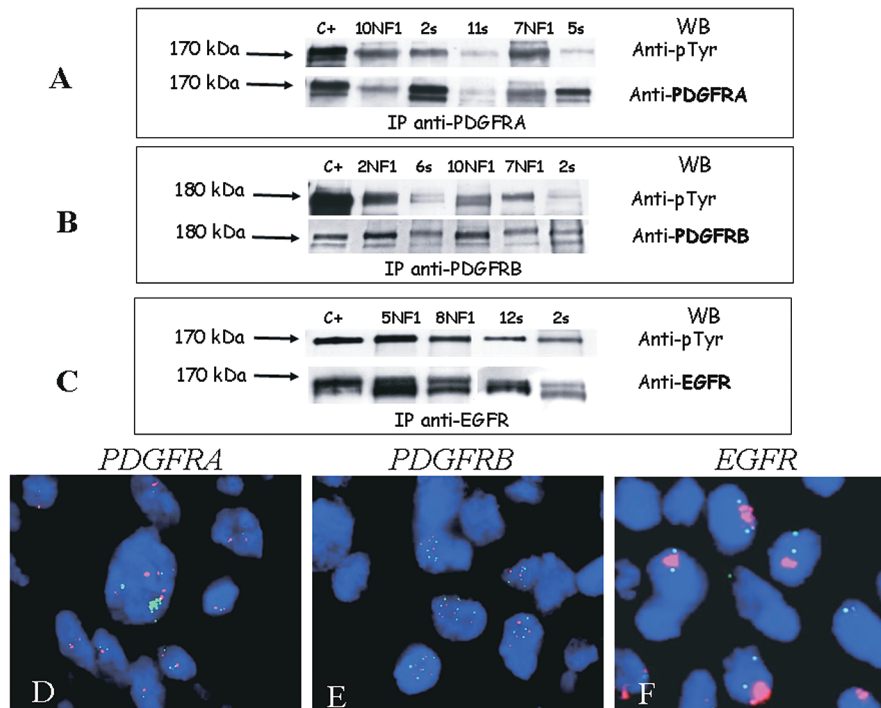 C+ 10NF1 2s 11s 7NF1 5s WB
170 kDa Anti-pTyr
170 kDa Anti-PDGFRA
A
IP anti-PDGFRA
C+ 2NF1 6s 10NF1 7NF1 2s WB
180 kDa Anti-pTyr
180 kDa Anti-PDGFRB
B
IP anti-PDGFRB
C+ 5NF1 8NF1 12s 2s WB
170 kDa Anti-pTyr
170 kDa Anti-EGFR
C
IP anti-EGFR
PDGFRA PDGFRB EGFR
D E F